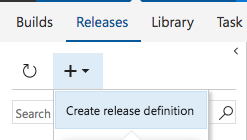 Builds Releases Library Task
Search Create release definition